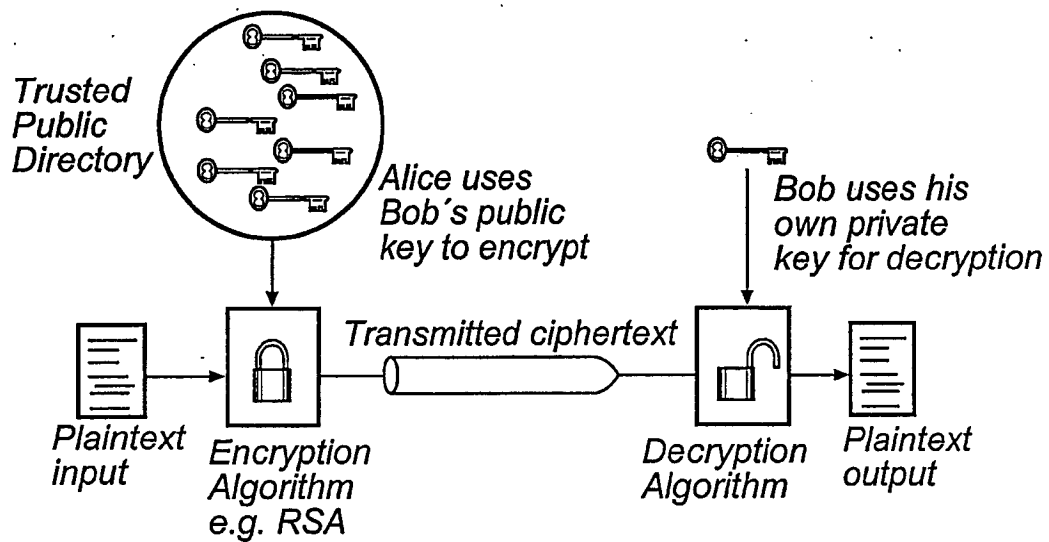 Trusted
Public
Directory
Alice uses
Bob´s public
key to encrypt
Bob uses his
own private
key for decryption
Transmitted ciphertext
Plaintext
input
Encryption
Algorithm
e.g. RSA
Decryption
Algorithm
Plaintext
output